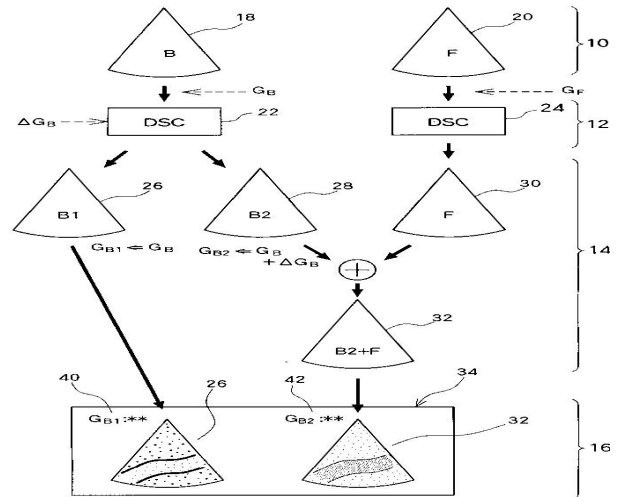 18
20
B
F
10
G_B
G_F
ΔG_B
DSC
22
DSC
24
12
B1
26
B2
28
F
30
G_B1 ⇐ G_B
G_B2 ⇐ G_B
+ΔG_B
14
+
B2+F
32
40
26
42
34
G_B1:**
G_B2:**
32
16